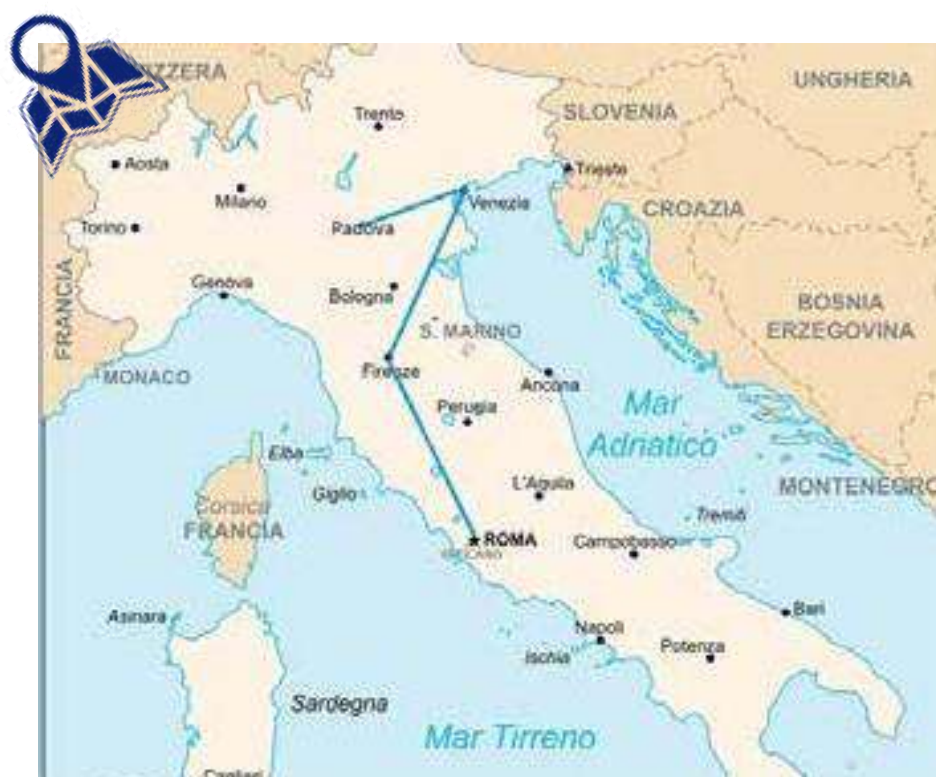 UNGHERIA
SLOVENIA
Trento
Aosta
Trieste
Milano
Venezia
CROAZIA
Torino
Padova
FRANCIA
Genova
Bologna
BOSNIA
ERZEGOVINA
S. MARINO
Firenze
MONACO
Ancona
Mar
Adriatico
Perugia
Elba
L'Aquila
MONTENEGRO
Giglio
Corsica
FRANCIA
Tremiti
ROMA
Campobasso
Asinara
Bari
Napoli
Potenza
Ischia
Sardegna
Mar Tirreno
Cagliari